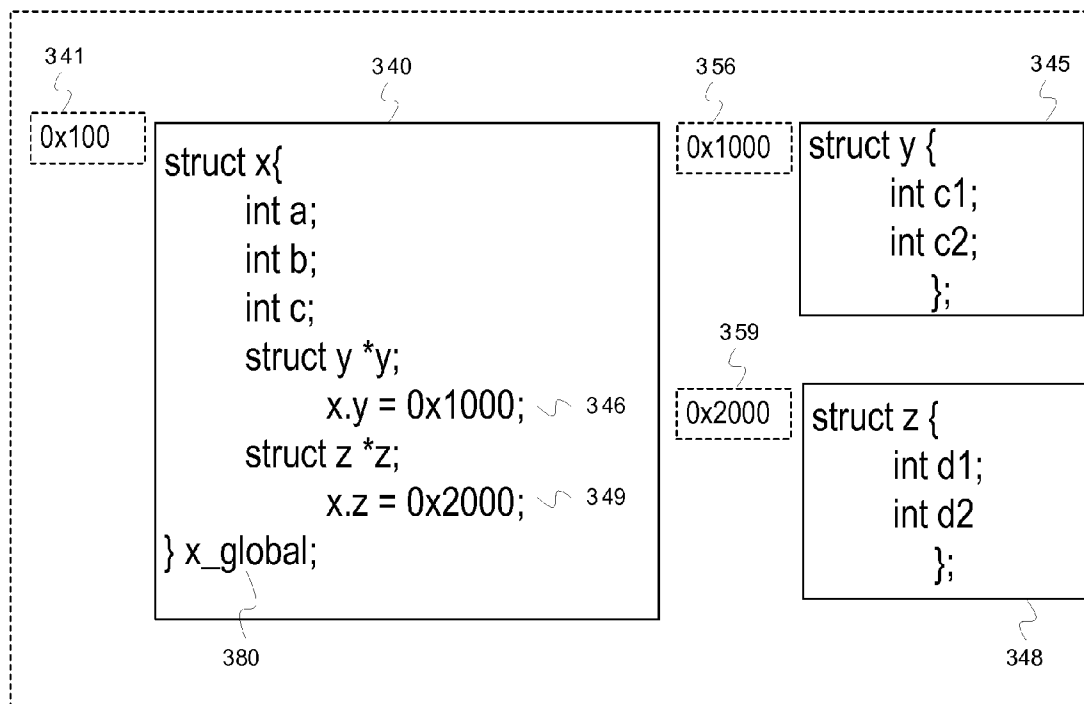 341
340
356
345
0x100
struct x{
int a;
int b;
int c;
struct y *y;
x.y = 0x1000;
346
struct z *z;
x.z = 0x2000;
349
} x_global;
380
0x1000
struct y {
int c1;
int c2;
};
359
0x2000
struct z {
int d1;
int d2
};
348